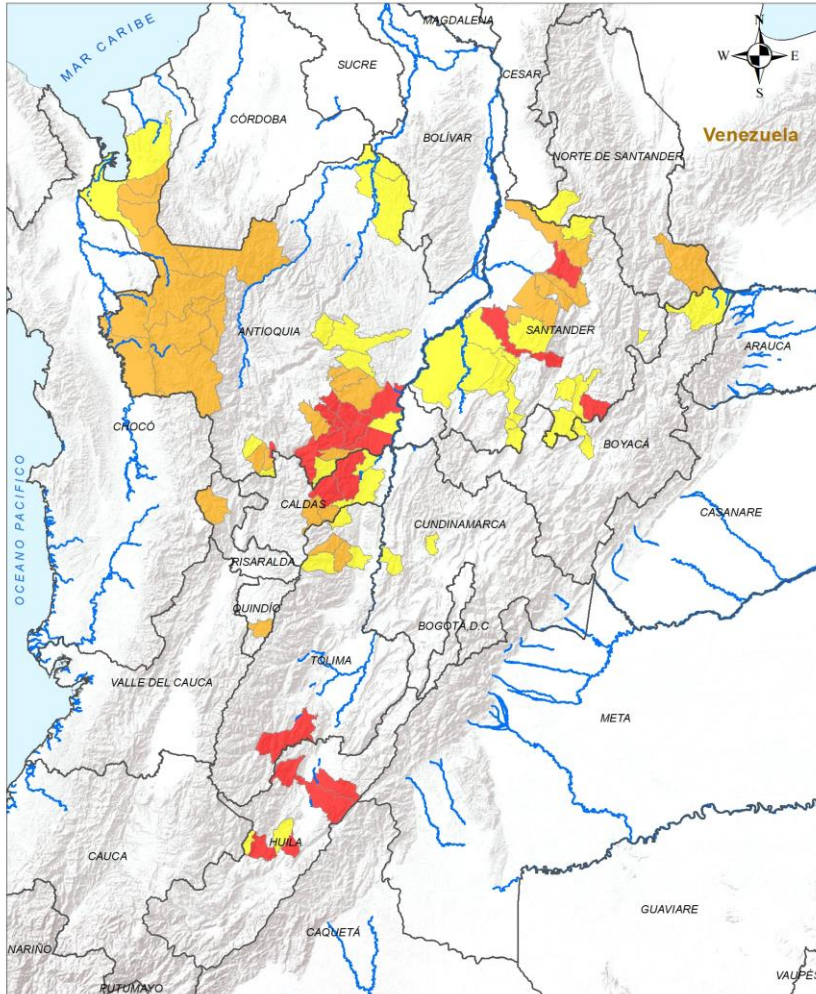 MAGDALENA
MAR CARIBE
N
W E
S
SUCRE
CESAR
CÓRDOBA
BOLÍVAR
Venezuela
NORTE DE SANTANDER
ANTIOQUIA
SANTANDER
ARAUCA
CHOCÓ
BOYACÁ
OCEANO PACIFICO
CALDAS
CUNDINAMARCA
CASANARE
RISARALDA
QUINDÍO
BOGOTÁ,D.C
TOLIMA
VALLE DEL CAUCA
META
HUILA
CAUCA
GUAVIARE
CAQUETÁ
NARIÑO
PUTUMAYO
VAUPÉS